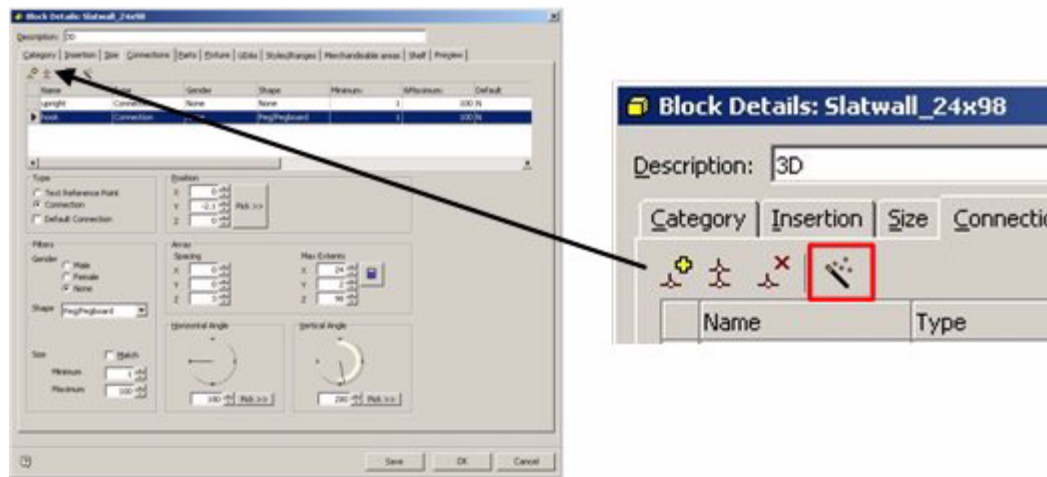 Block Details: Slatwall_24x98
Description: 3D
Category Insertion Size Connections Parts Fixture UDAs Styles/Ranges Merchandisable areas Shelf Preview
Name Type Gender Shape Minimum Maximum Default
upright Connection None None 1 100 N
hook Connection Peg/Pegboard 1 100 N
Type
Text Reference Point
Connection
Default Connection
Position
X 0
Y -2.1
Z 0
Pick >>
Filters
Gender
Male
Female
None
Shape Peg/Pegboard
Size Match
Minimum 1
Maximum 100
Array
Spacing Max Extents
X 0 X 24
Y 0 Y 2
Z 3 Z 98
Horizontal Angle Vertical Angle
180 Pick >> Pick >>
Save OK Cancel
Block Details: Slatwall_24x98
Description: 3D
Category Insertion Size Connectio
Name Type